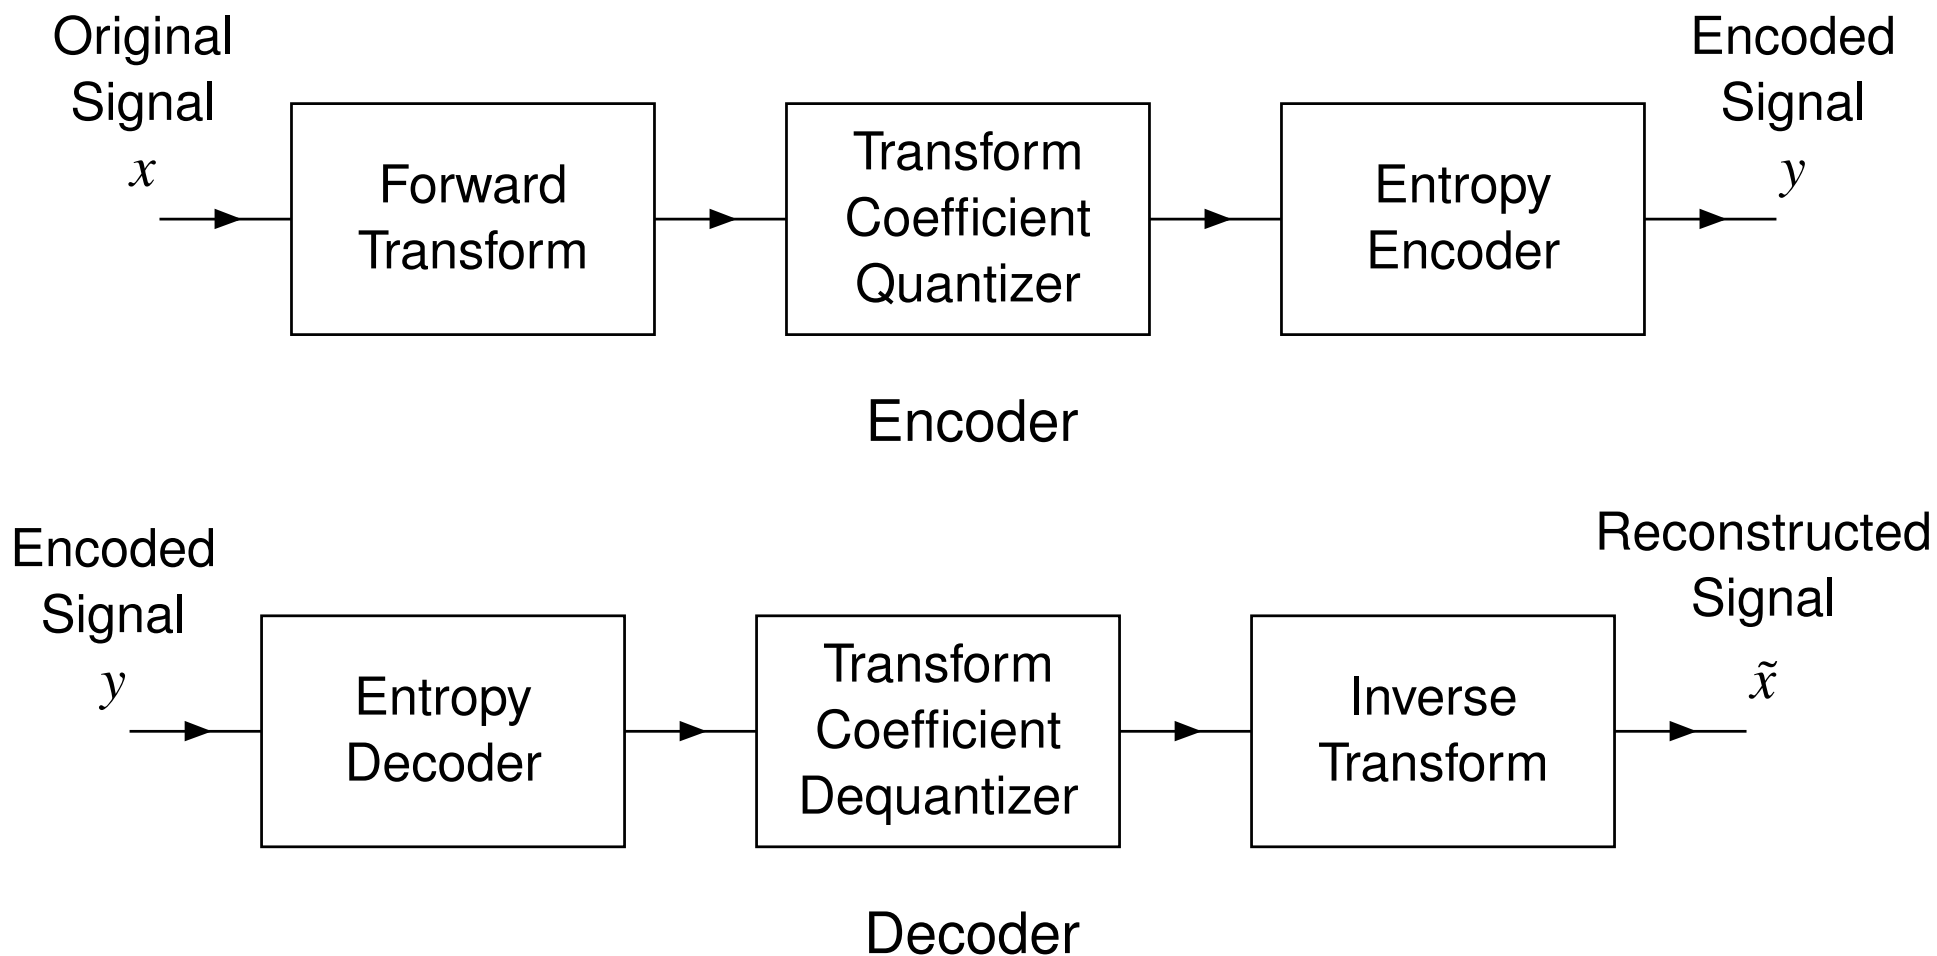 Original
Signal
x
Forward
Transform
Transform
Coefficient
Quantizer
Entropy
Encoder
Encoded
Signal
y
Encoder
Encoded
Signal
y
Entropy
Decoder
Transform
Coefficient
Dequantizer
Inverse
Transform
Reconstructed
Signal
x̃
Decoder